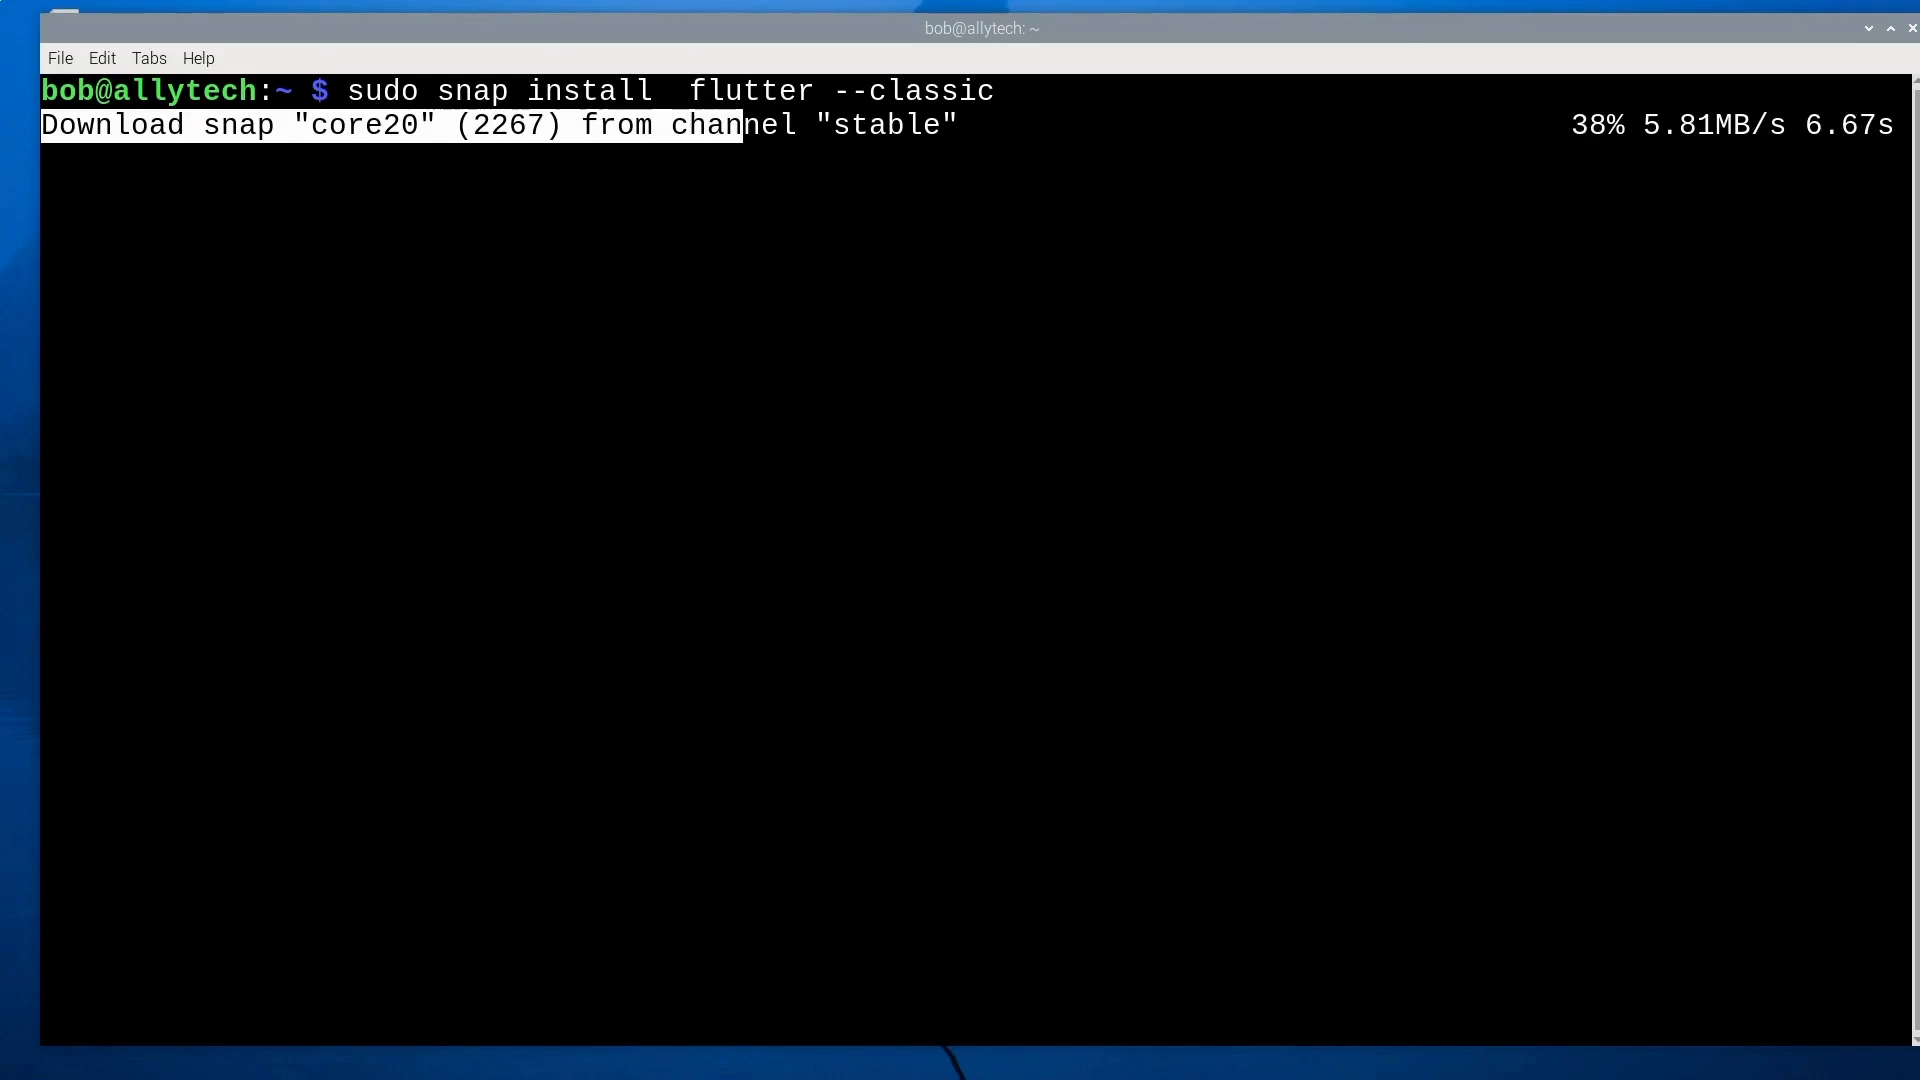 bob@allytech: ~
File Edit Tabs Help
bob@allytech:~ $ sudo snap install  flutter --classic
Download snap "core20" (2267) from channel "stable" 38% 5.81MB/s 6.67s